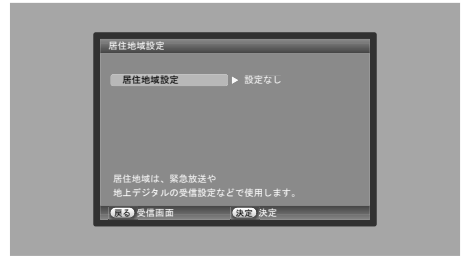 居住地域設定
居住地域設定 ▶ 設定なし
居住地域は、緊急放送や
地上デジタルの受信設定などで使用します。
戻る 受信画面 決定 決定